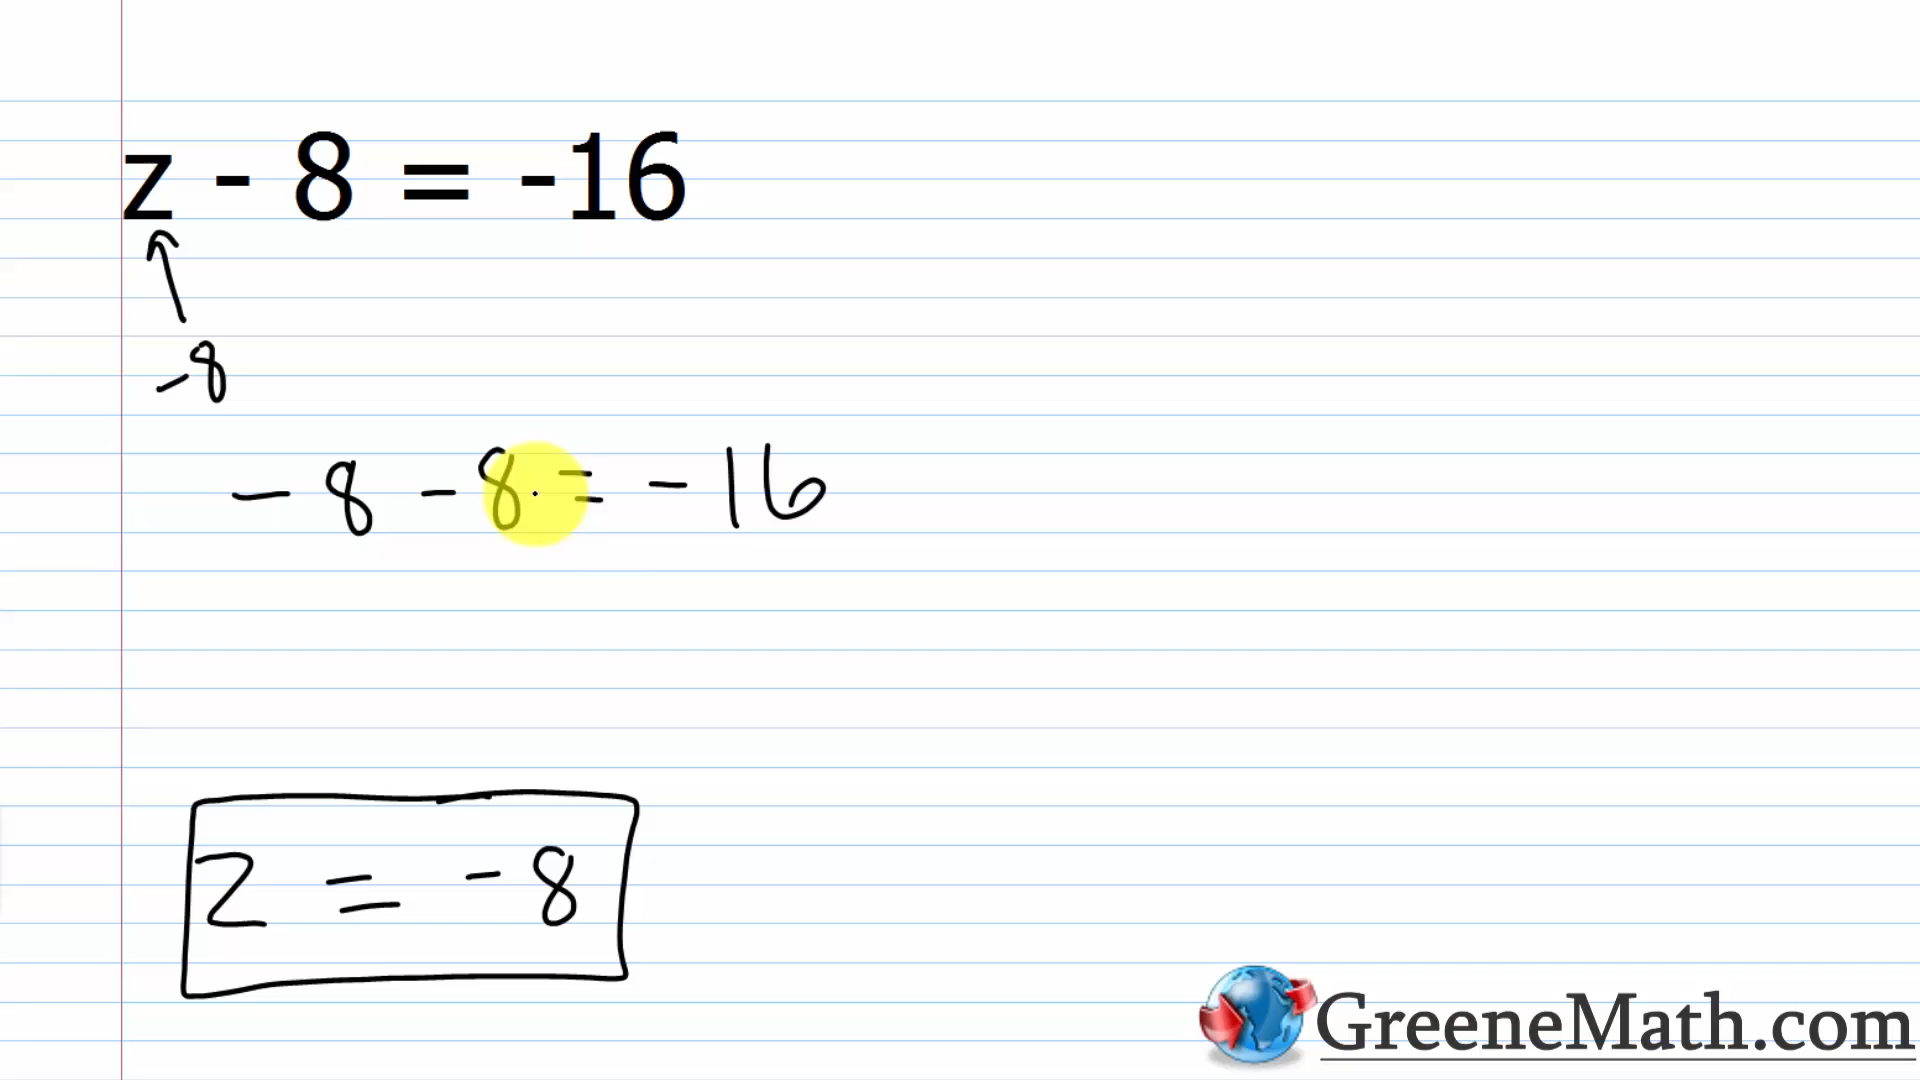 z - 8 = -16
-8
- 8 - 8 = - 16
z = - 8
GreeneMath.com